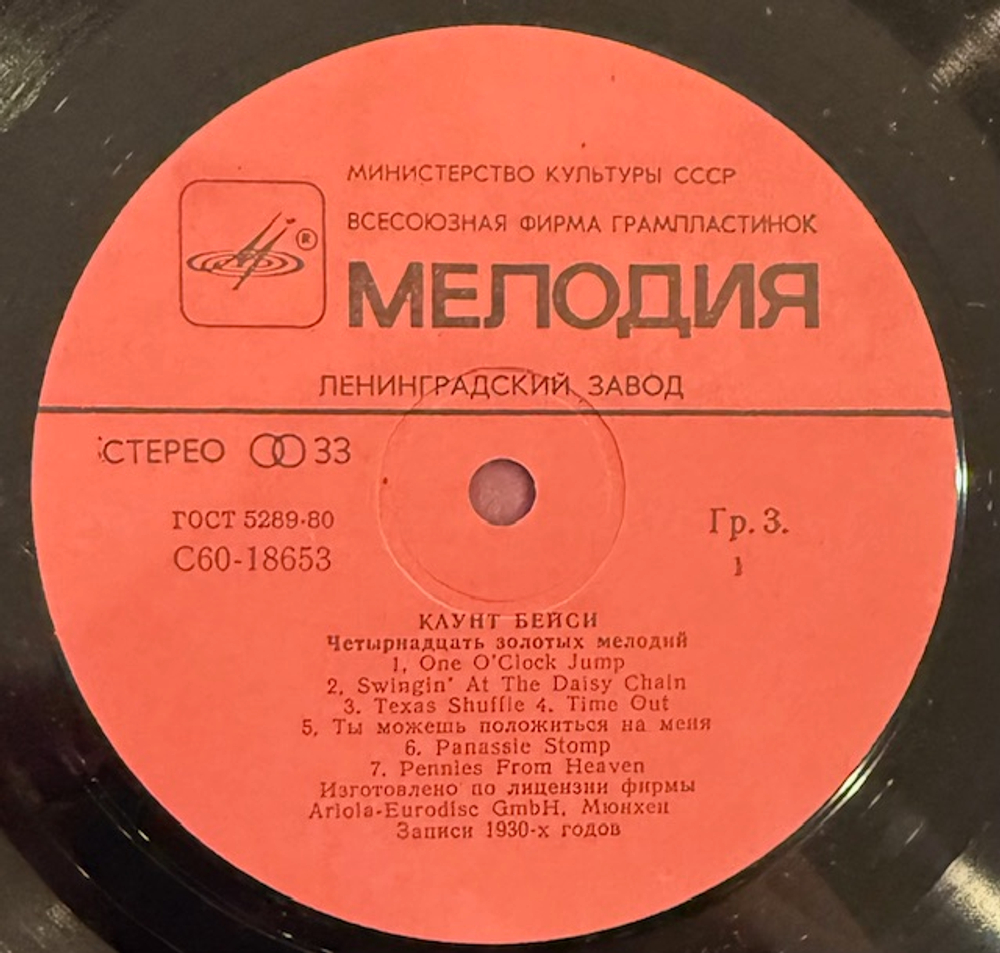 МИНИСТЕРСТВО КУЛЬТУРЫ СССР
ВСЕСОЮЗНАЯ ФИРМА ГРАМПЛАСТИНОК
®
МЕЛОДИЯ
ЛЕНИНГРАДСКИЙ ЗАВОД
СТЕРЕО 33
ГОСТ 5289-80
Гр. 3.
С60-18653
1
КАУНТ БЕЙСИ
Четырнадцать золотых мелодий
1. One O'Clock Jump
2. Swingin' At The Daisy Chain
3. Texas Shuffle 4. Time Out
5. Ты можешь положиться на меня
6. Panassie Stomp
7. Pennies From Heaven
Изготовлено по лицензии фирмы
Ariola-Eurodisc GmbH. Мюнхен
Записи 1930-х годов